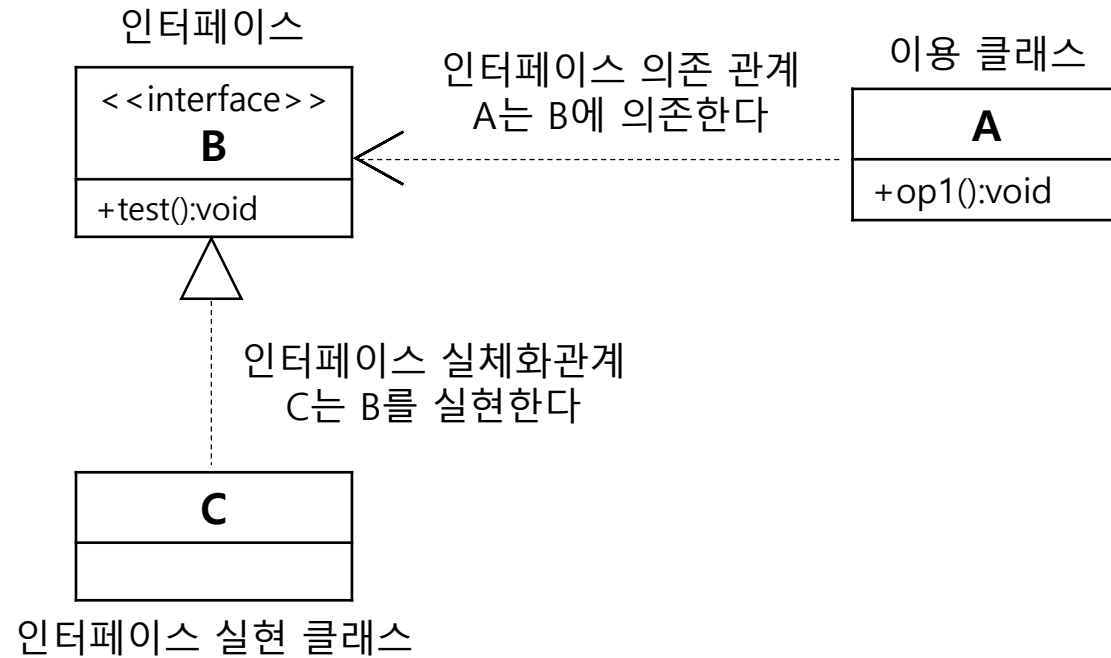 인터페이스
<<interface>>
B
+test():void
인터페이스 의존 관계
A는 B에 의존한다
이용 클래스
A
+op1():void
인터페이스 실체화관계
C는 B를 실현한다
C
인터페이스 실현 클래스